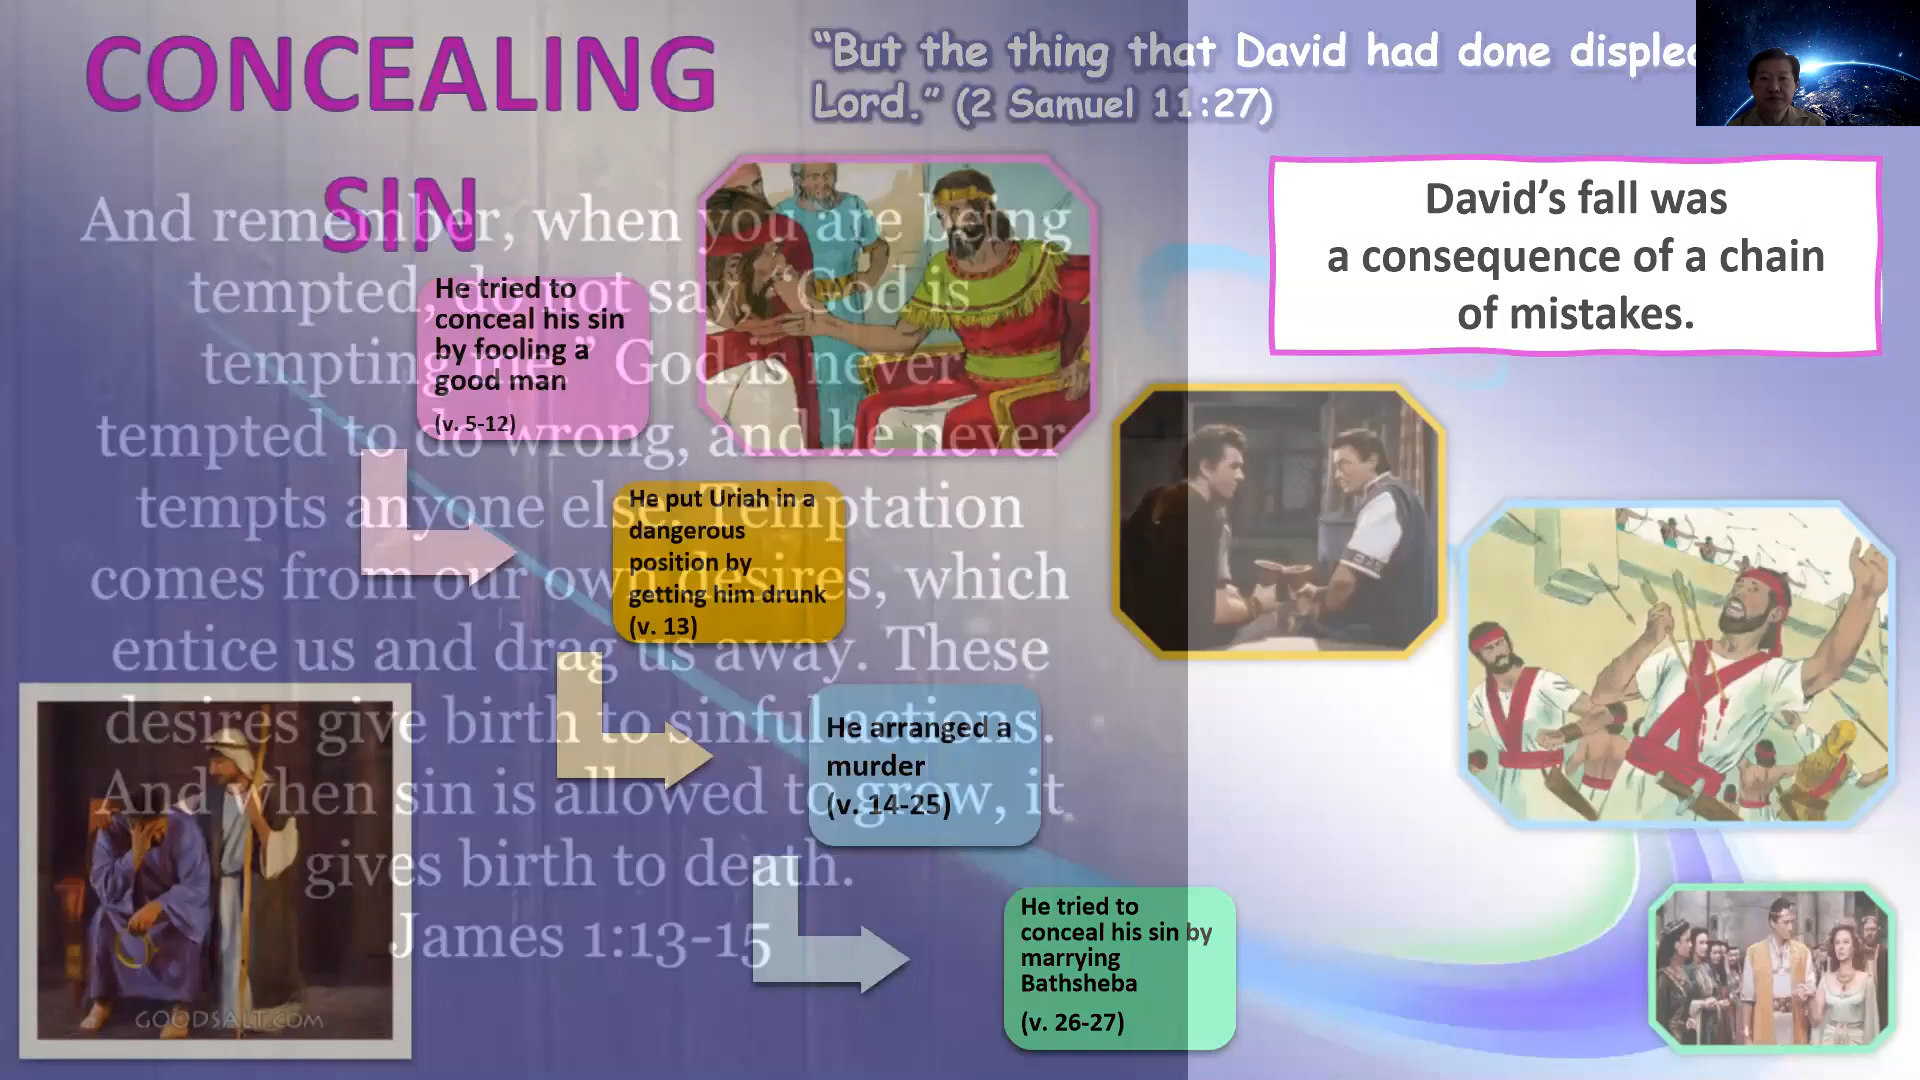 CONCEALING
SIN
“But the thing that David had done
Lord.” (2 Samuel 11:27)
David’s fall was
a consequence of a chain
of mistakes.
He tried to
conceal his sin
by fooling a
good man
(v. 5-12)
He put Uriah in a
dangerous
position by
getting him drunk
(v. 13)
He arranged a
murder
(v. 14-25)
He tried to
conceal his sin by
marrying
Bathsheba
(v. 26-27)
And remember, when you are being
tempted, do not say, “God is
tempting me.” God is never
tempted to do wrong, and he never
tempts anyone else. Temptation
comes from our own desires, which
entice us and drag us away. These
desires give birth to sinful actions.
And when sin is allowed to grow, it
gives birth to death.
James 1:13-15
GOODSALT.COM